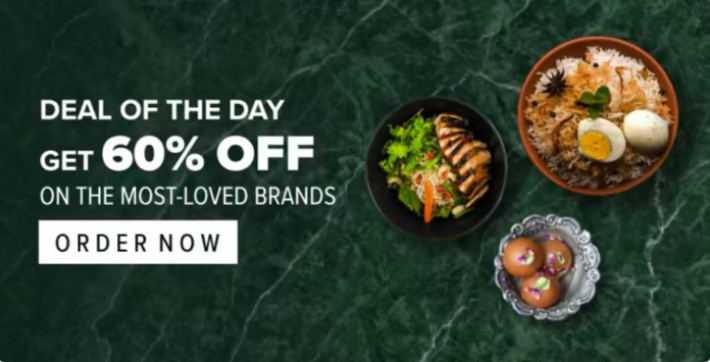 DEAL OF THE DAY
GET 60% OFF
ON THE MOST-LOVED BRANDS
ORDER NOW